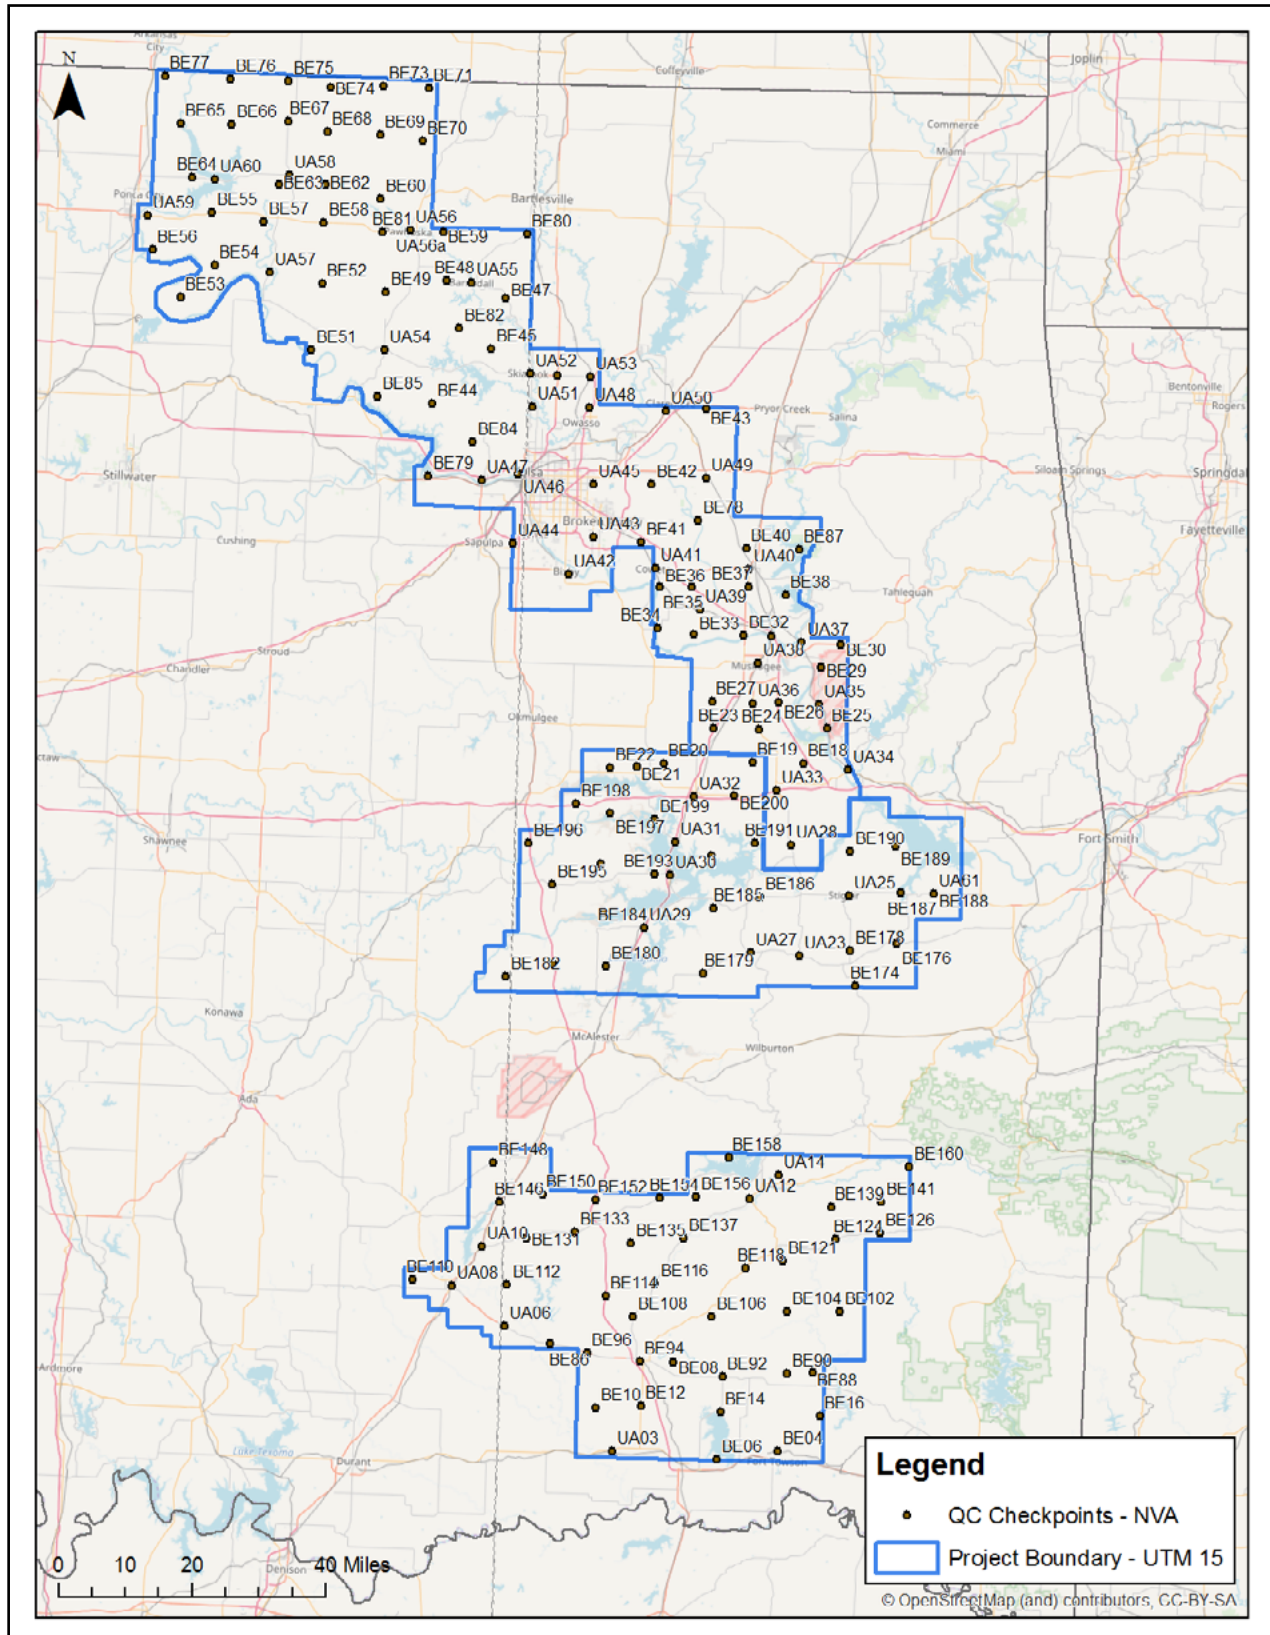 Arkansas
City
N
Coffeyville
Joplin
BE77
BE76
BE75
BE74
BE73
BE71
BE65
BE66
BE67
BE68
BE69
BE70
Commerce
Miami
BE64
UA60
UA58
BE63
BE62
BE60
Ponca City
UA59
BE55
BE57
BE58
BE81
UA56
UA56a
BE59
Bartlesville
BE80
BE56
BE54
UA57
BE53
BE52
BE49
BE48
UA55
BE47
BE82
BE51
UA54
BE45
UA52
UA53
Bentonville
Rogers
BE85
BE44
UA51
UA48
UA50
BE43
Pryor Creek
Salina
Owasso
BE84
Stillwater
BE79
UA47
UA46
UA45
BE42
UA49
Siloam Springs
Springdal
BE78
Cushing
Sapulpa
UA44
UA43
BE41
BE40
UA40
BE87
Fayetteville
UA42
UA41
BE36
BE37
BE38
Tahlequah
BE35
UA39
BE34
BE33
BE32
UA37
BE30
Stroud
Chandler
UA38
BE29
BE27
UA36
UA35
Okmulgee
BE23
BE24
BE26
BE25
BE22
BE20
BE21
BE19
BE18
UA34
UA32
UA33
BE198
BE199
BE200
Shawnee
BE196
BE197
UA31
BE191
UA28
BE190
BE189
Fort Smith
BE195
BE193
UA30
BE185
BE186
Stigler
UA25
UA61
BE187
BE188
BE184
UA29
BE182
BE180
BE179
UA27
UA23
BE178
BE176
BE174
Konawa
McAlester
Wilburton
Ada
BE148
BE158
UA14
BE160
BE146
BE150
BE152
BE154
BE156
UA12
BE139
BE141
UA10
BE131
BE133
BE135
BE137
BE124
BE126
BE110
UA08
BE112
BE114
BE116
BE118
BE121
UA06
BE108
BE106
BE104
BE102
BE86
BE96
BE94
BE08
BE92
BE90
BE88
Ardmore
BE10
BE12
BE14
BE16
UA03
BE06
BE04
Fort Towson
Lake Texoma
Durant
Denison
0 10 20 40 Miles
Legend
QC Checkpoints - NVA
Project Boundary - UTM 15
© OpenStreetMap (and) contributors, CC-BY-SA